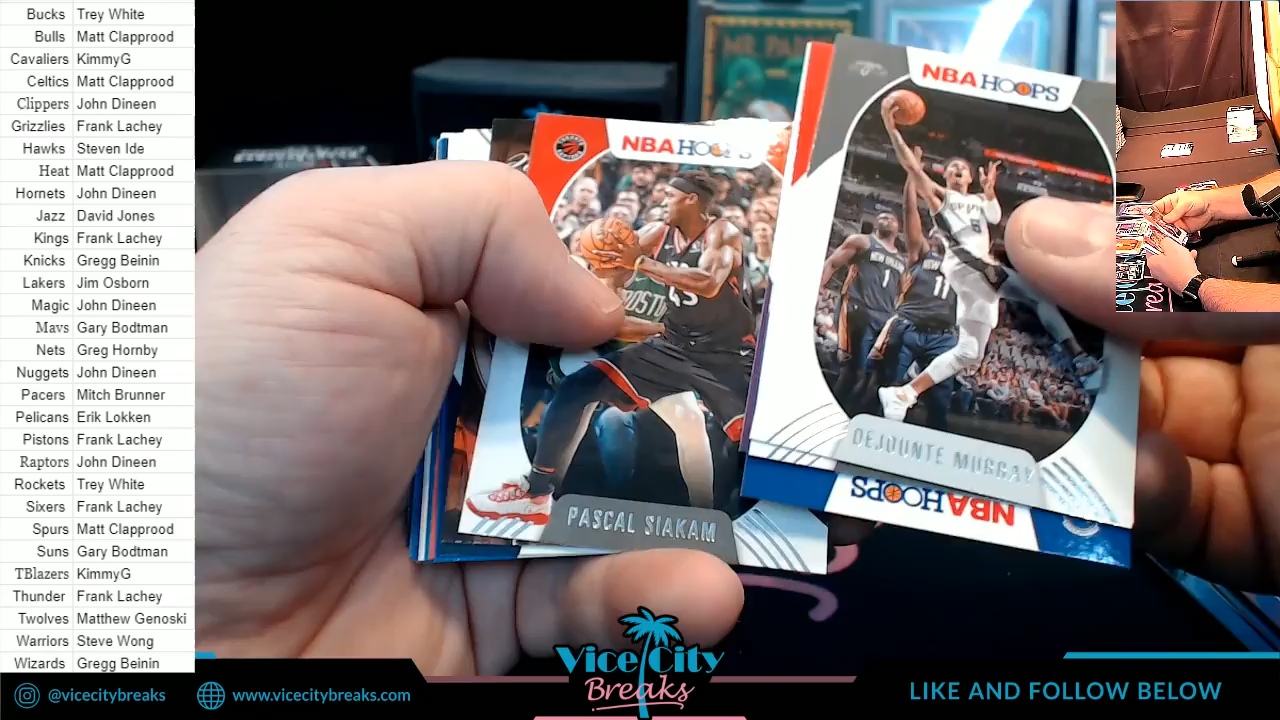 Bucks Trey White
Bulls Matt Clapprood
Cavaliers KimmyG
Celtics Matt Clapprood
Clippers John Dineen
Grizzlies Frank Lachey
Hawks Steven Ide
Heat Matt Clapprood
Hornets John Dineen
Jazz David Jones
Kings Frank Lachey
Knicks Gregg Beinin
Lakers Jim Osborn
Magic John Dineen
Mavs Gary Bodtman
Nets Greg Hornby
Nuggets John Dineen
Pacers Mitch Brunner
Pelicans Erik Lokken
Pistons Frank Lachey
Raptors John Dineen
Rockets Trey White
Sixers Frank Lachey
Spurs Matt Clapprood
Suns Gary Bodtman
TBlazers KimmyG
Thunder Frank Lachey
Twolves Matthew Genoski
Warriors Steve Wong
Wizards Gregg Beinin
NBA HOOPS
43
PASCAL SIAKAM
NBA HOOPS
NEW ORLEANS
1
11
DEJOUNTE MURRAY
NBA HOOPS
Vice City
Breaks
@vicecitybreaks
www.vicecitybreaks.com
LIKE AND FOLLOW BELOW